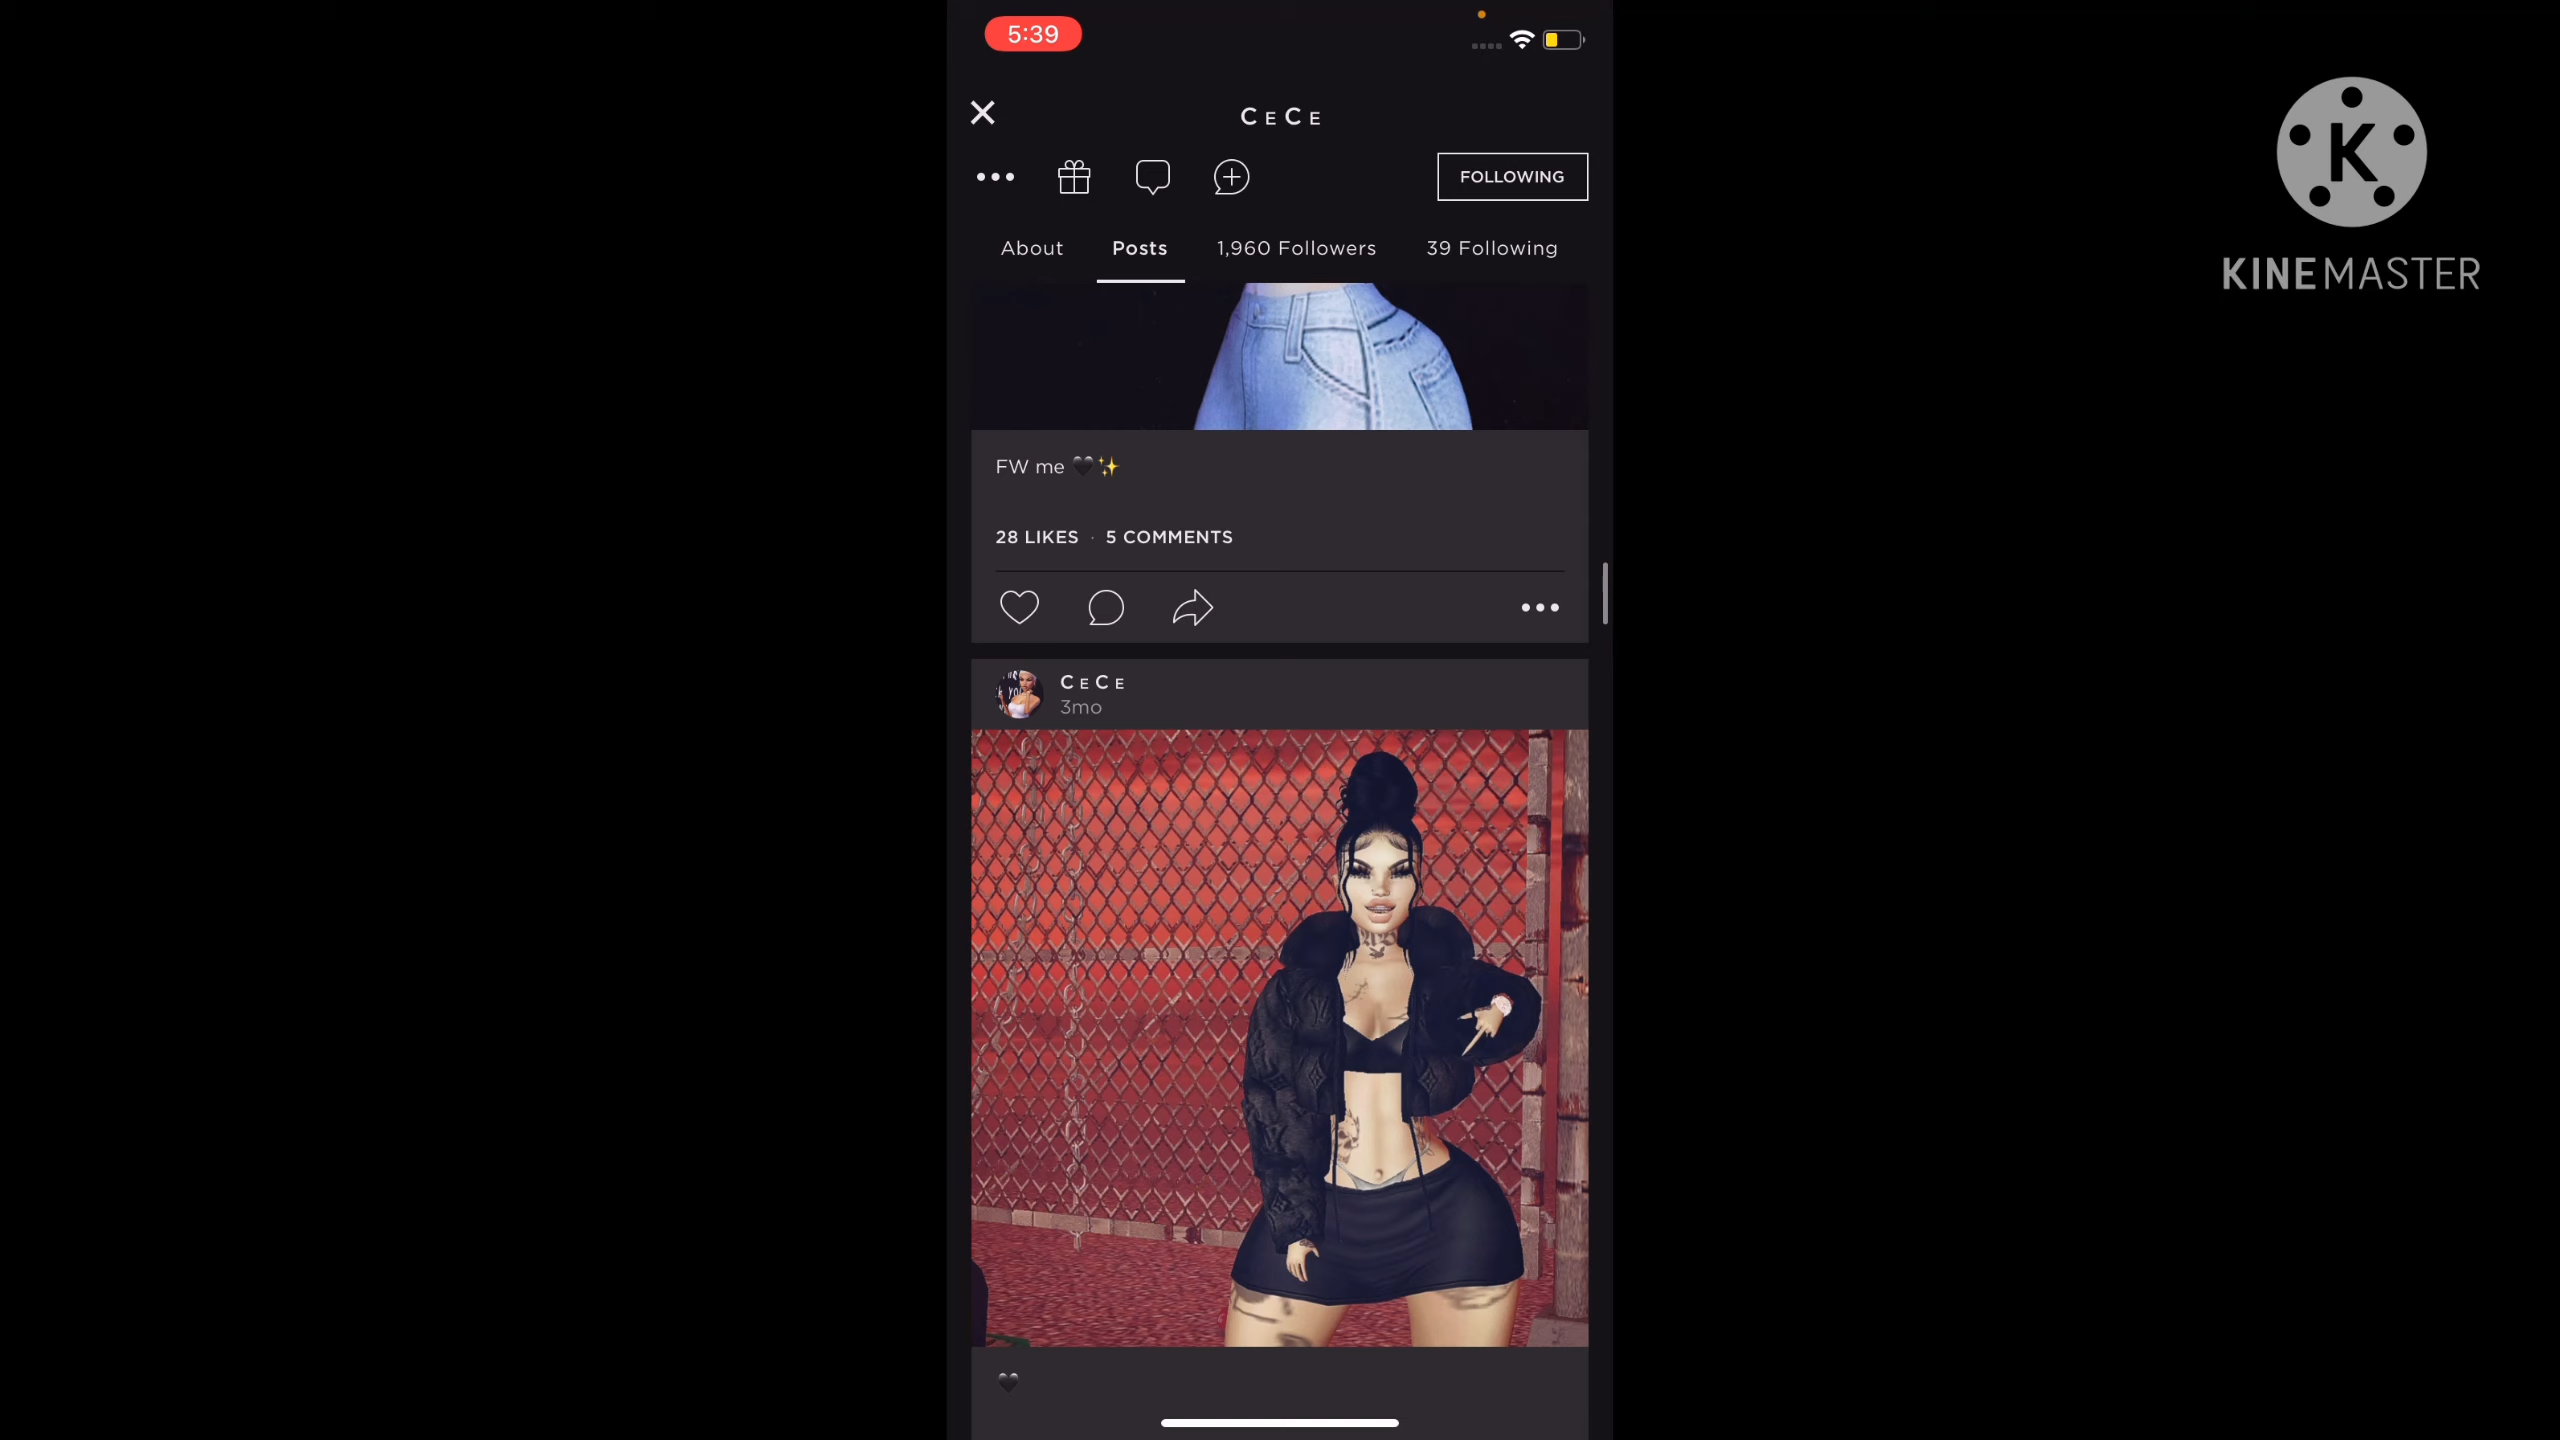 5:39
CECE
FOLLOWING
About Posts 1,960 Followers 39 Following
FW me 🖤✨
28 LIKES · 5 COMMENTS
CECE
3mo
🖤
K
KINEMASTER